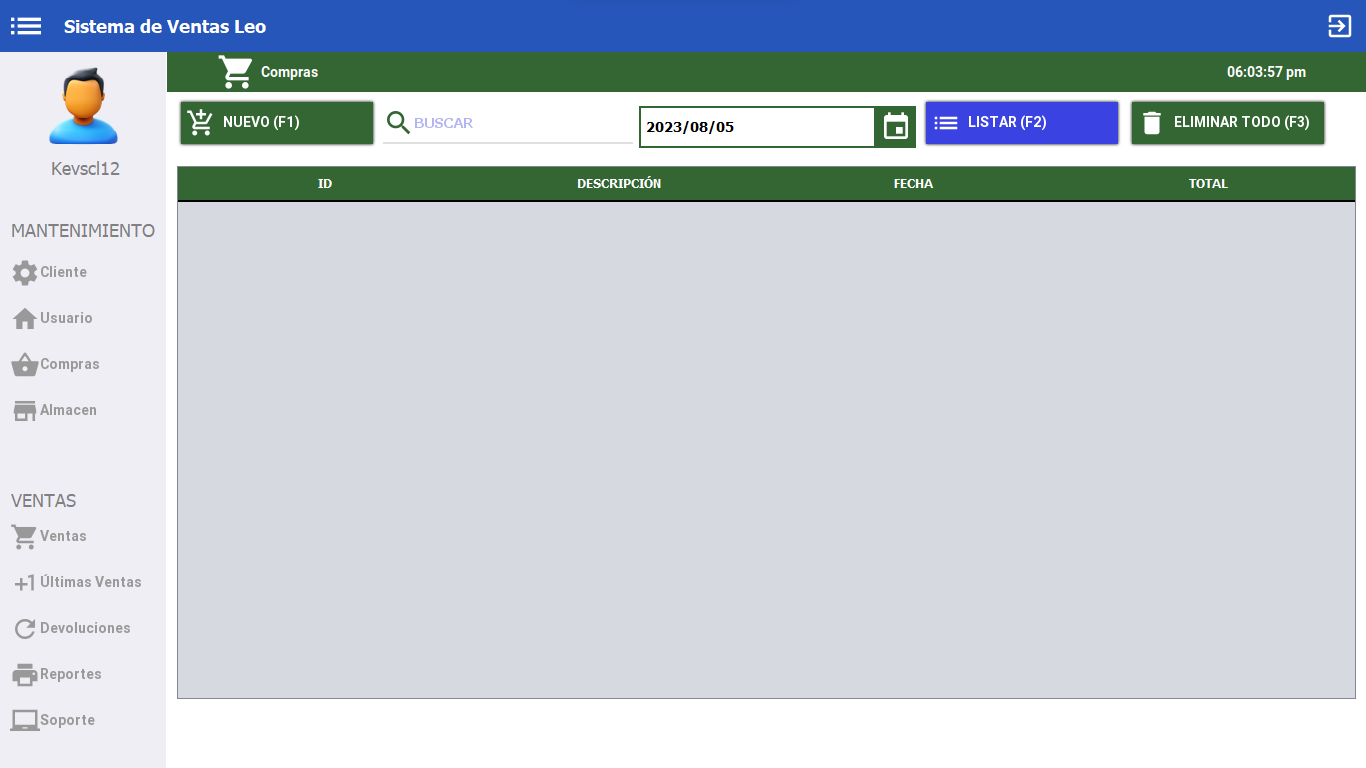 Sistema de Ventas Leo
Compras
06:03:57 pm
Kevscl12
NUEVO (F1)
BUSCAR
2023/08/05
LISTAR (F2)
ELIMINAR TODO (F3)
ID
DESCRIPCIÓN
FECHA
TOTAL
MANTENIMIENTO
Cliente
Usuario
Compras
Almacen
VENTAS
Ventas
+1
Últimas Ventas
Devoluciones
Reportes
Soporte